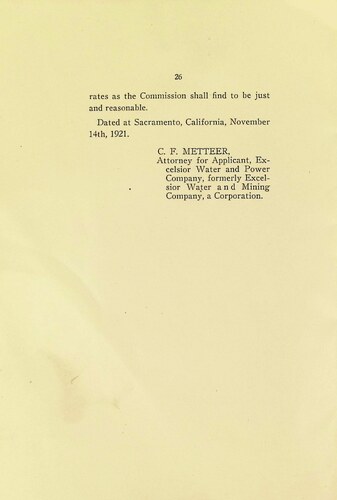 26
rates as the Commission shall find to be just
and reasonable.
Dated at Sacramento, California, November
14th, 1921.
C. F. METTEER,
Attorney for Applicant, Ex-
celsior Water and Power
Company, formerly Excel-
sior Water and Mining
Company, a Corporation.